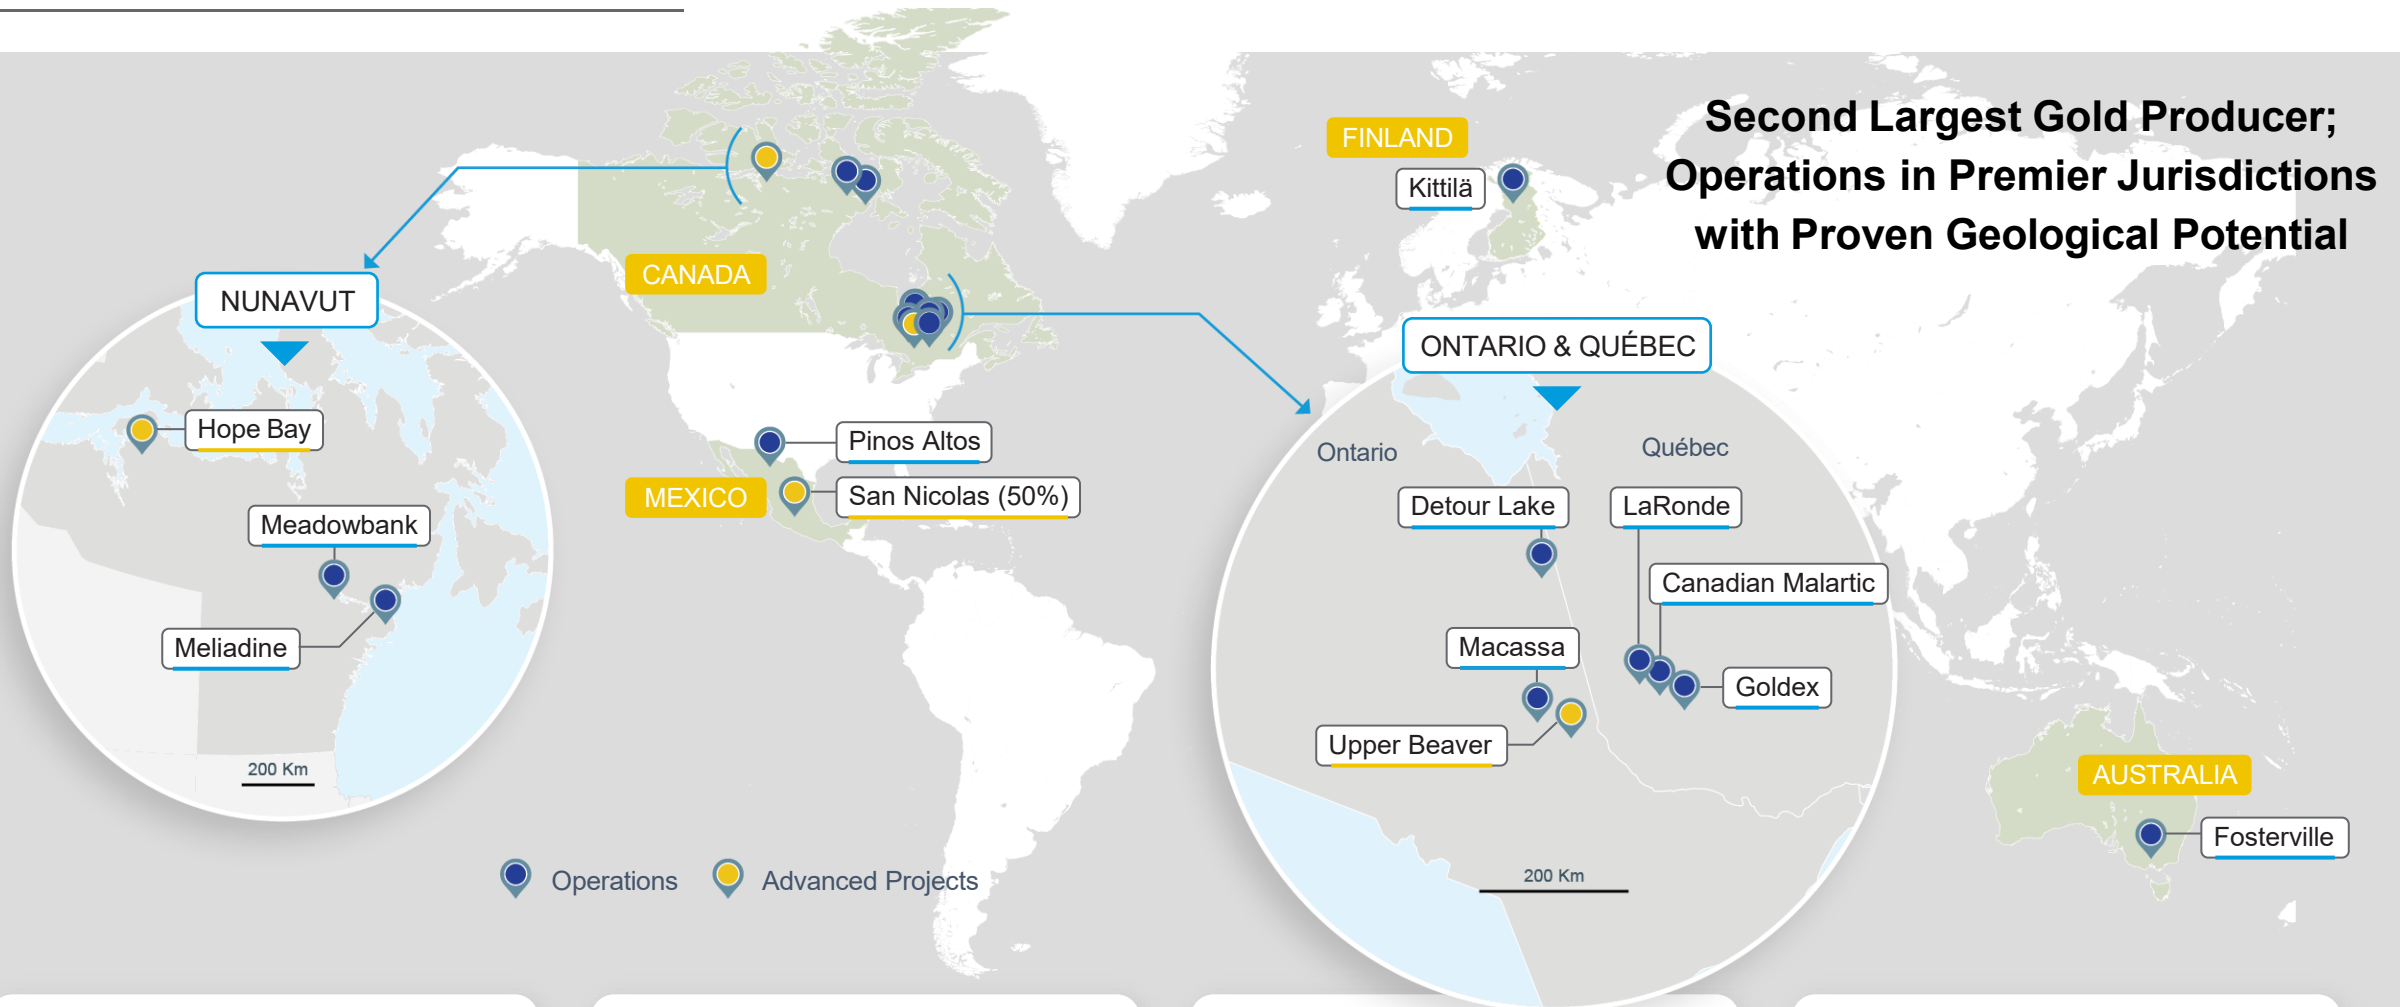 Second Largest Gold Producer;
Operations in Premier Jurisdictions
with Proven Geological Potential
FINLAND
Kittilä
CANADA
NUNAVUT
Hope Bay
Meadowbank
Meliadine
200 Km
MEXICO
Pinos Altos
San Nicolas (50%)
ONTARIO & QUÉBEC
Ontario
Québec
Detour Lake
LaRonde
Canadian Malartic
Macassa
Goldex
Upper Beaver
200 Km
AUSTRALIA
Fosterville
Operations
Advanced Projects